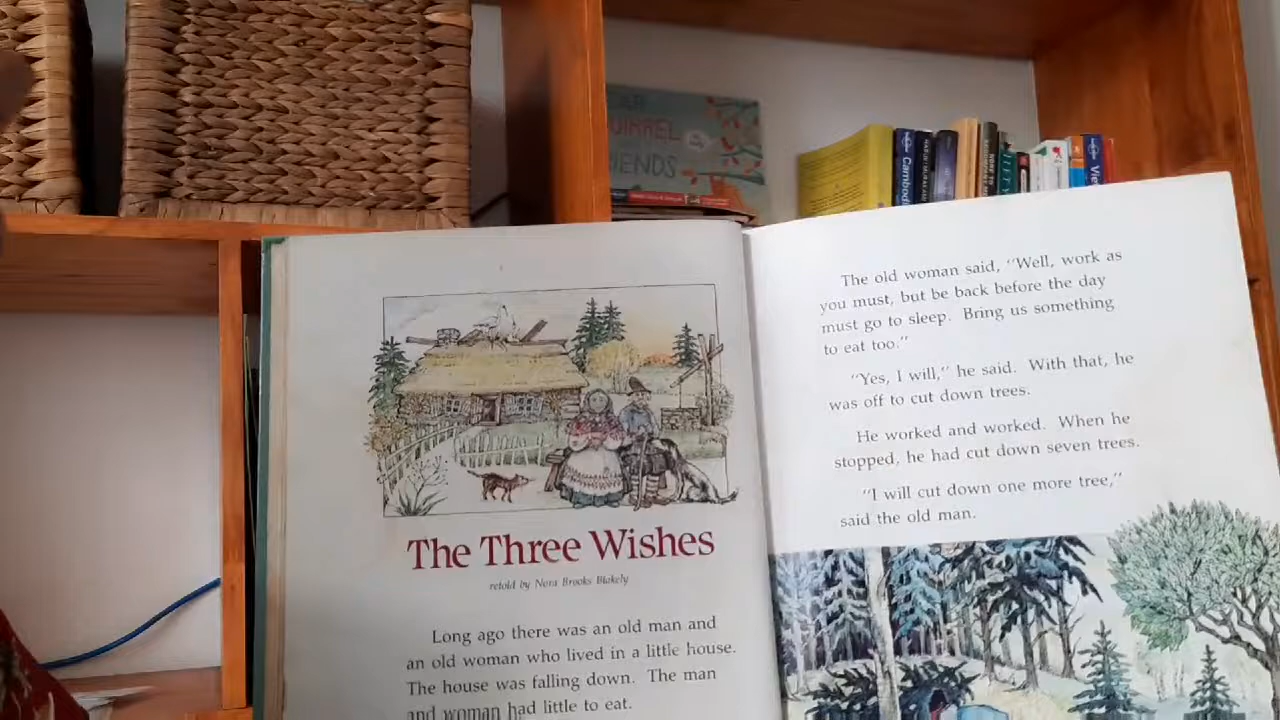 FRIENDS
The Three Wishes
retold by Nora Brooks Blakely
Long ago there was an old man and
an old woman who lived in a little house.
The house was falling down. The man
and woman had little to eat.
The old woman said, “Well, work as
you must, but be back before the day
must go to sleep. Bring us something
to eat too.”
“Yes, I will,” he said. With that, he
was off to cut down trees.
He worked and worked. When he
stopped, he had cut down seven trees.
“I will cut down one more tree,”
said the old man.